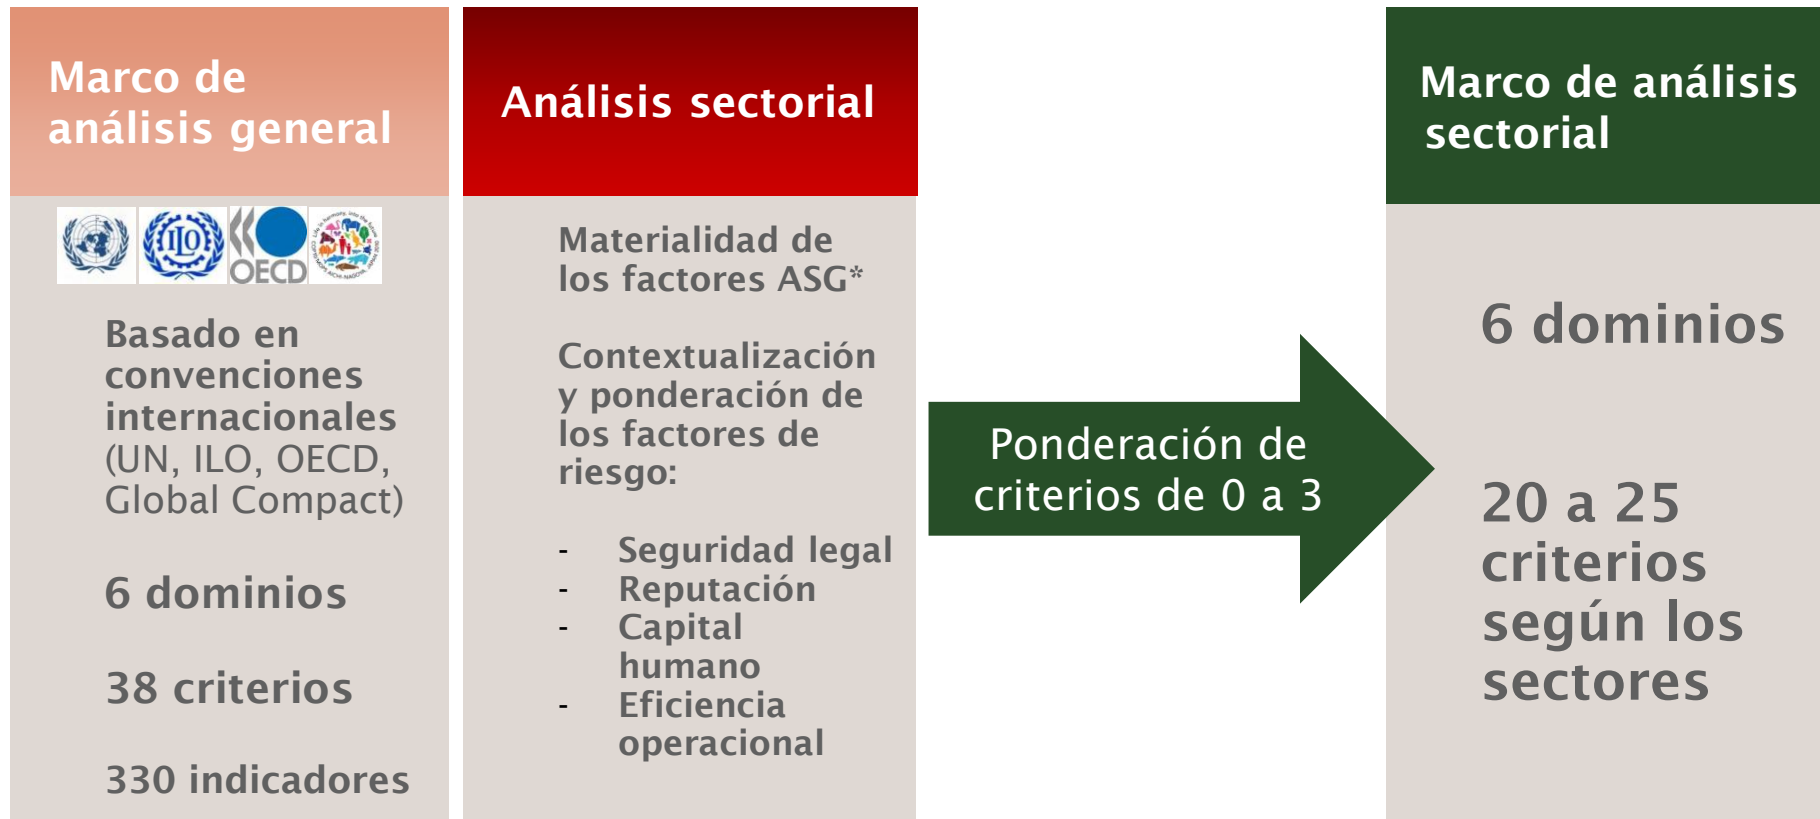 Marco de
análisis general
ILO
OECD
Basado en
convenciones
internacionales
(UN, ILO, OECD,
Global Compact)
6 dominios
38 criterios
330 indicadores
Análisis sectorial
Materialidad de
los factores ASG*
Contextualización
y ponderación de
los factores de
riesgo:
- Seguridad legal
- Reputación
- Capital
humano
- Eficiencia
operacional
Ponderación de
criterios de 0 a 3
Marco de análisis
sectorial
6 dominios
20 a 25
criterios
según los
sectores